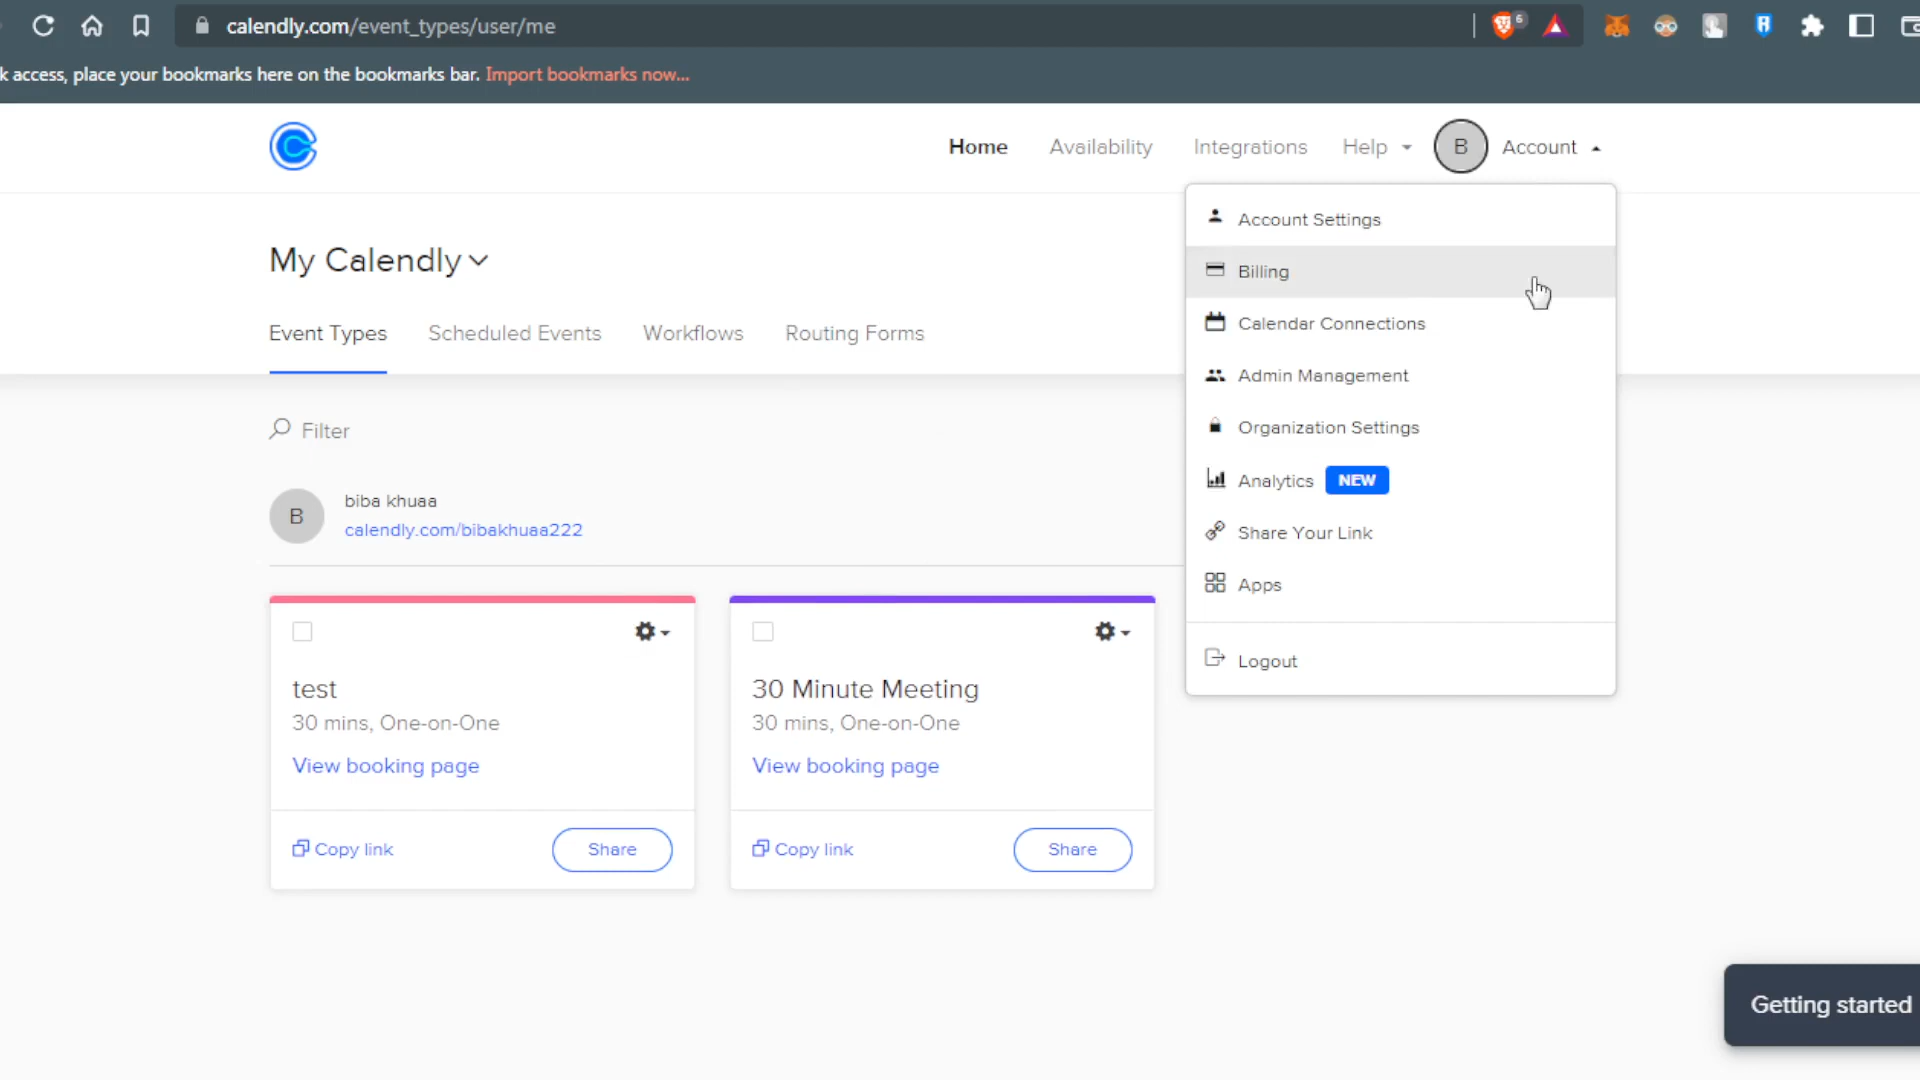 calendly.com/event_types/user/me
6
k access, place your bookmarks here on the bookmarks bar. Import bookmarks now...
Home Availability Integrations Help B Account
Account Settings
Billing
Calendar Connections
Admin Management
Organization Settings
Analytics NEW
Share Your Link
Apps
Logout
My Calendly
Event Types Scheduled Events Workflows Routing Forms
Filter
B
biba khuaa
calendly.com/bibakhuaa222
test
30 mins, One-on-One
View booking page
Copy link Share
30 Minute Meeting
30 mins, One-on-One
View booking page
Copy link Share
Getting started